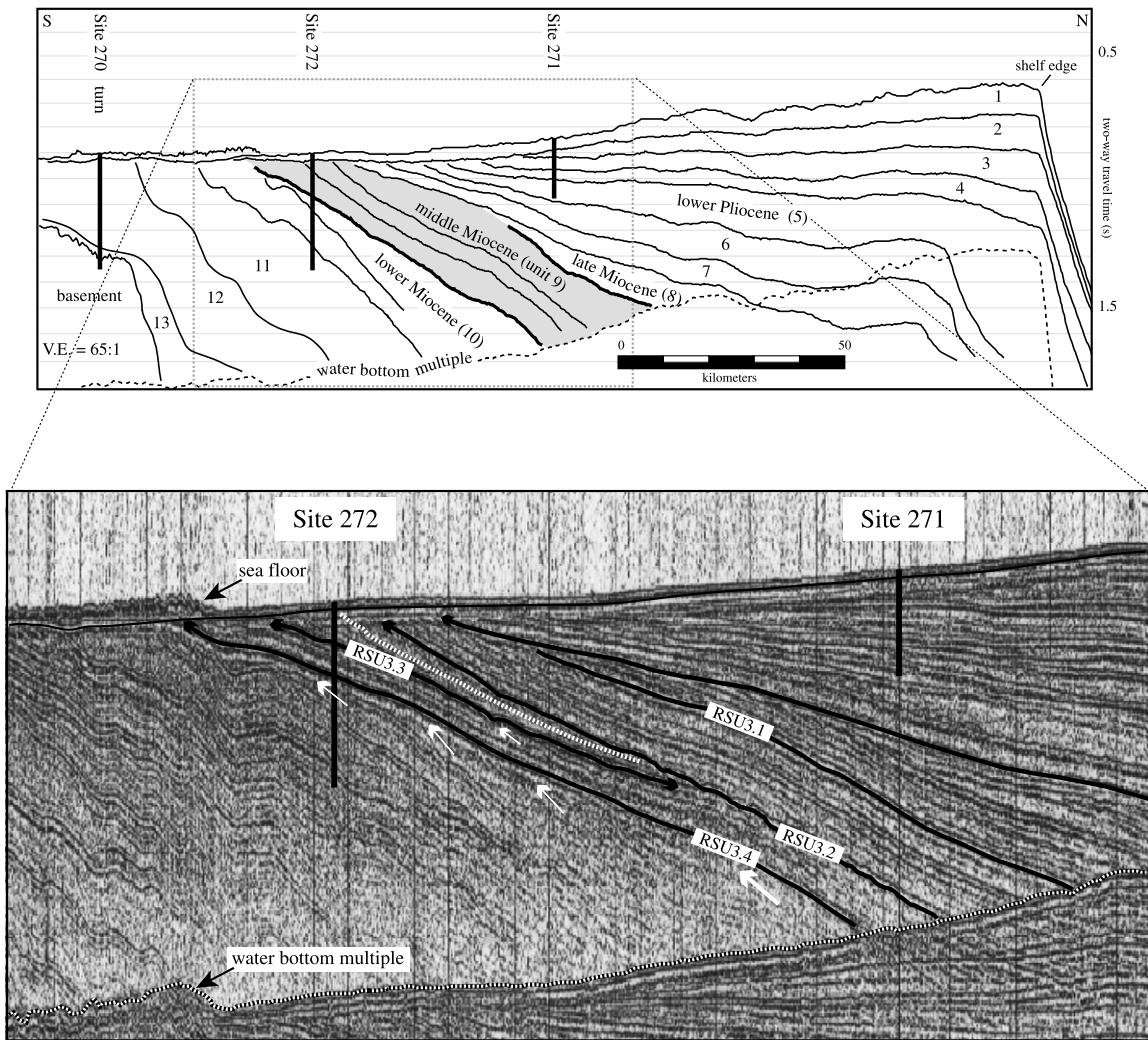 S
Site 270
turn
Site 272
Site 271
N
0.5
shelf edge
1
2
3
4
two-way travel time (s)
lower Pliocene (5)
middle Miocene (unit 9)
6
late Miocene (8)
7
11
lower Miocene (10)
basement
12
1.5
13
V.E. = 65:1
water bottom multiple
0
50
kilometers
Site 272
Site 271
sea floor
RSU3.3
RSU3.1
RSU3.2
RSU3.4
water bottom multiple